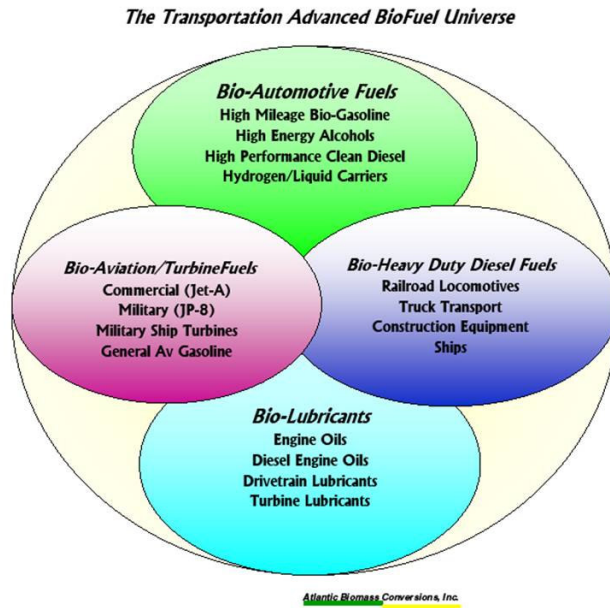 The Transportation Advanced BioFuel Universe
Bio-Automotive Fuels
High Mileage Bio-Gasoline
High Energy Alcohols
High Performance Clean Diesel
Hydrogen/Liquid Carriers
Bio-Aviation/TurbineFuels
Commercial (Jet-A)
Military (JP-8)
Military Ship Turbines
General Av Gasoline
Bio-Heavy Duty Diesel Fuels
Railroad Locomotives
Truck Transport
Construction Equipment
Ships
Bio-Lubricants
Engine Oils
Diesel Engine Oils
Drivetrain Lubricants
Turbine Lubricants
Atlantic Biomass Conversions, Inc.